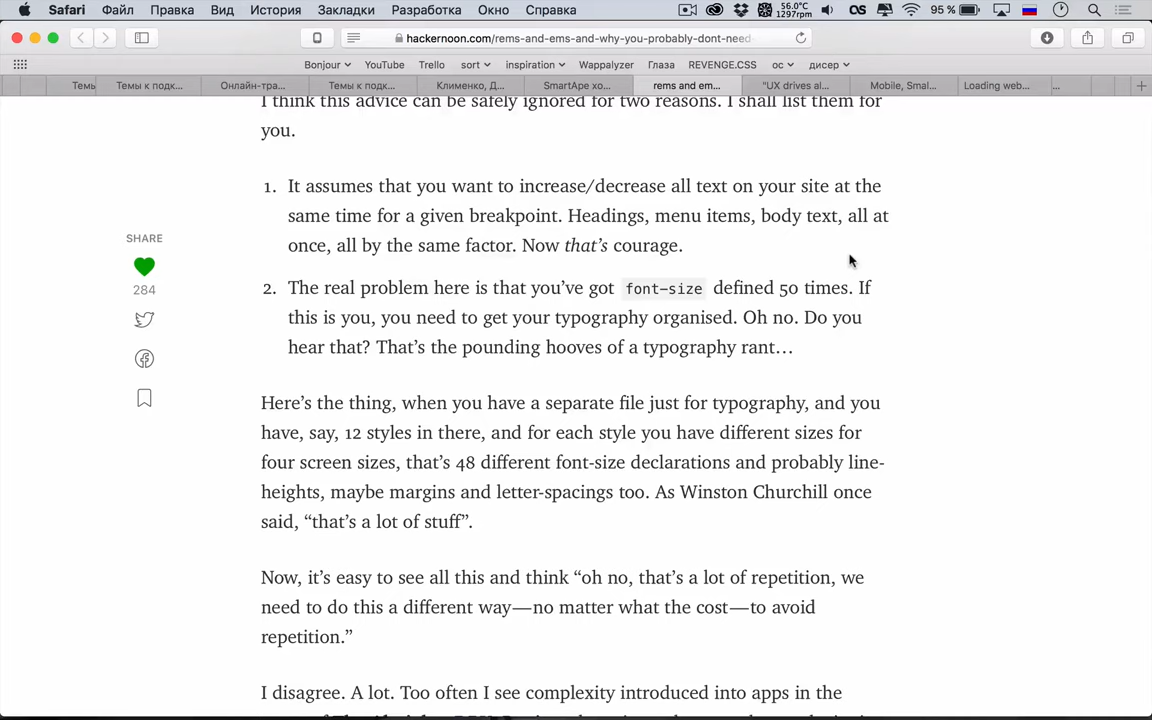 Safari Файл Правка Вид История Закладки Разработка Окно Справка 56.0°C 1297rpm 95 %
hackernoon.com/rems-and-ems-and-why-you-probably-dont-need-
Bonjour YouTube Trello sort inspiration Wappalyzer Глаза REVENGE.CSS ос дисер
Темы Темы к подк... Онлайн-тра... Темы к подк... Клименко, Д... SmartApe хо... rems and em... "UX drives al... Mobile, Smal... Loading web... ...
I think this advice can be safely ignored for two reasons. I shall list them for
you.
1. It assumes that you want to increase/decrease all text on your site at the
same time for a given breakpoint. Headings, menu items, body text, all at
once, all by the same factor. Now that's courage.
SHARE
284
2. The real problem here is that you've got font-size defined 50 times. If
this is you, you need to get your typography organised. Oh no. Do you
hear that? That's the pounding hooves of a typography rant…
Here's the thing, when you have a separate file just for typography, and you
have, say, 12 styles in there, and for each style you have different sizes for
four screen sizes, that's 48 different font-size declarations and probably line-
heights, maybe margins and letter-spacings too. As Winston Churchill once
said, “that's a lot of stuff”.
Now, it's easy to see all this and think “oh no, that's a lot of repetition, we
need to do this a different way—no matter what the cost—to avoid
repetition.”
I disagree. A lot. Too often I see complexity introduced into apps in the